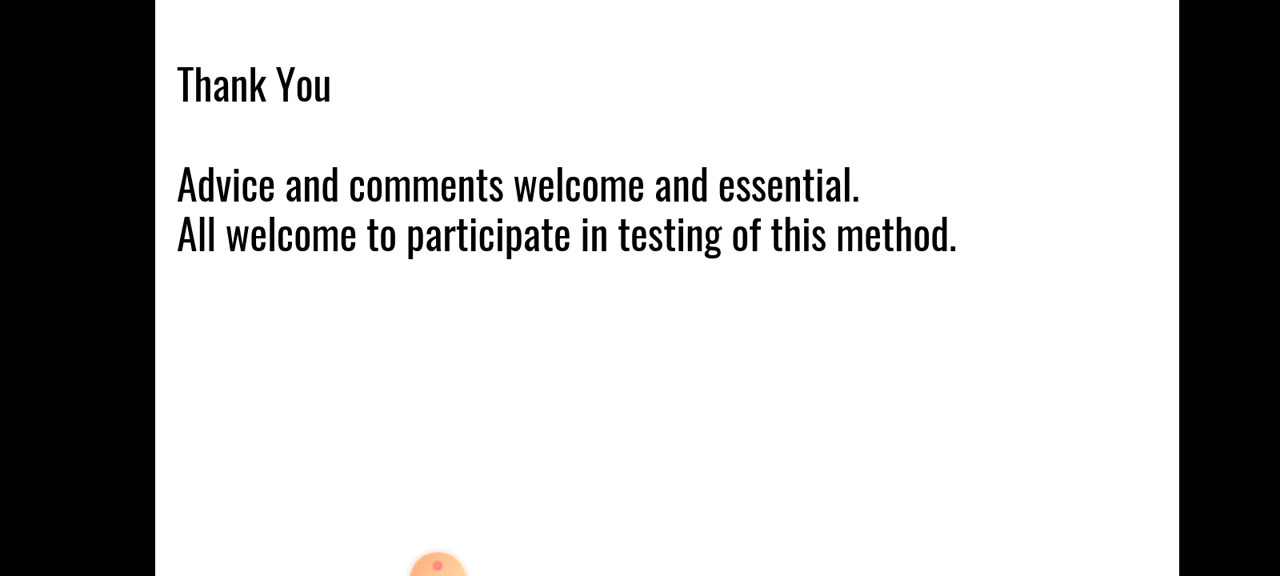 Thank You
Advice and comments welcome and essential.
All welcome to participate in testing of this method.